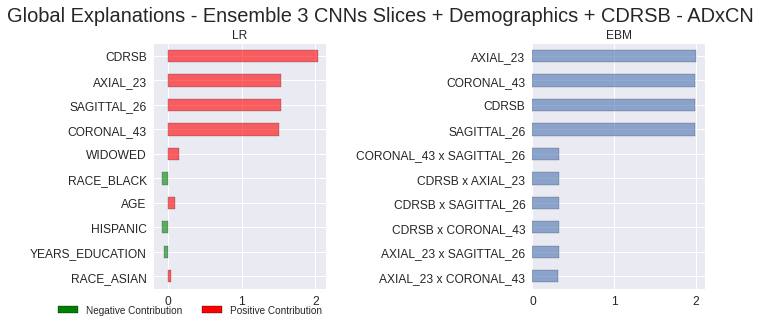 Global Explanations - Ensemble 3 CNNs Slices + Demographics + CDRSB - ADxCN
LR
CDRSB
AXIAL_23
SAGITTAL_26
CORONAL_43
WIDOWED
RACE_BLACK
AGE
HISPANIC
YEARS_EDUCATION
RACE_ASIAN
0 1 2
Negative Contribution Positive Contribution
EBM
AXIAL_23
CORONAL_43
CDRSB
SAGITTAL_26
CORONAL_43 x SAGITTAL_26
CDRSB x AXIAL_23
CDRSB x SAGITTAL_26
CDRSB x CORONAL_43
AXIAL_23 x SAGITTAL_26
AXIAL_23 x CORONAL_43
0 1 2